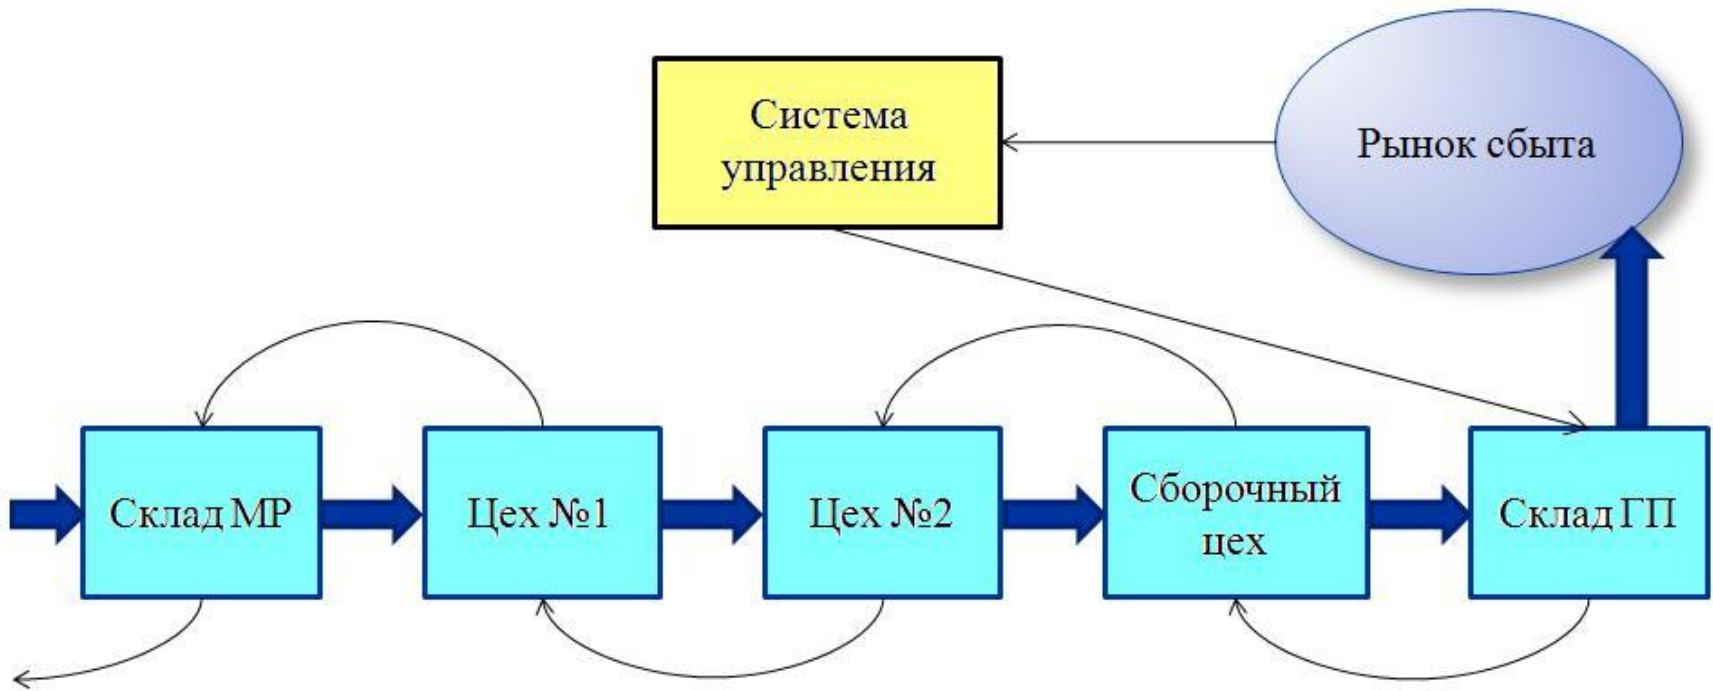 Система
управления
Рынок сбыта
Склад МР
Цех №1
Цех №2
Сборочный
цех
Склад ГП